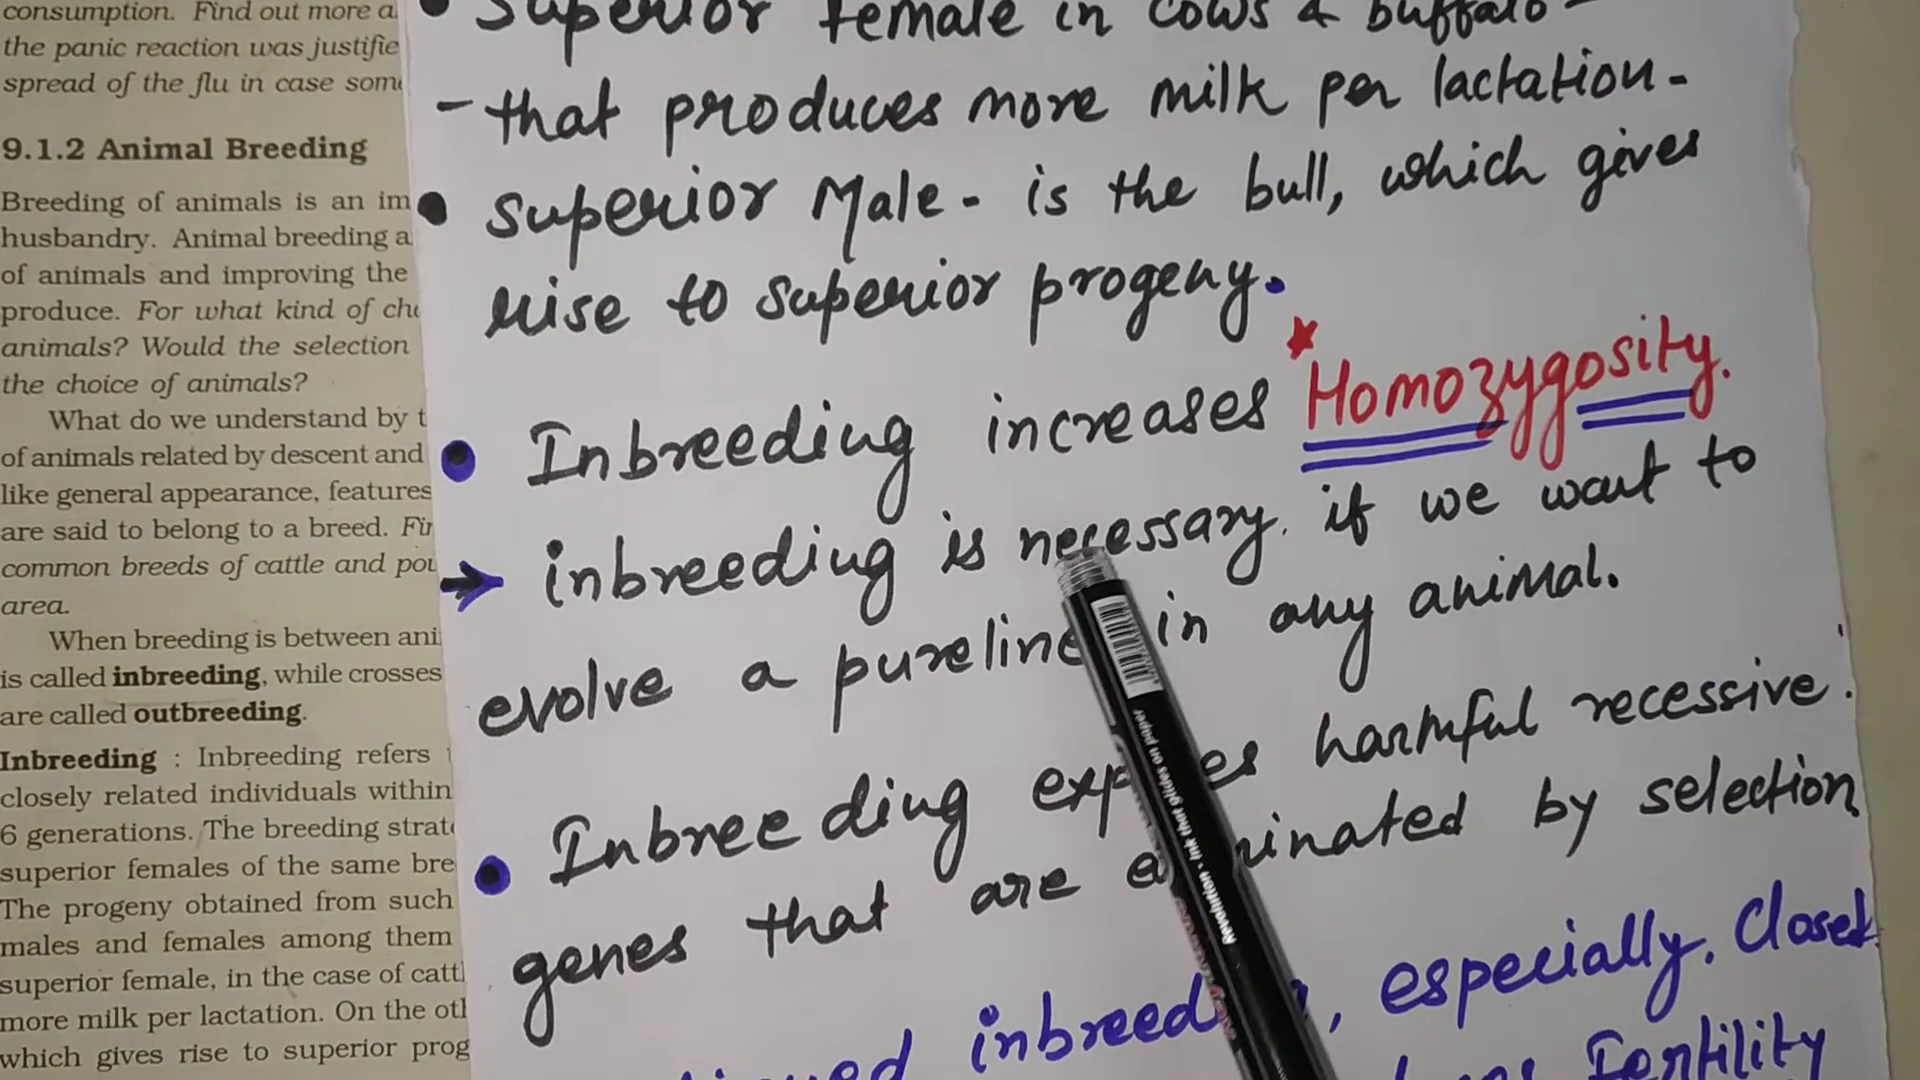 consumption. Find out more a
the panic reaction was justifie
spread of the flu in case som
9.1.2 Animal Breeding
Breeding of animals is an im
husbandry. Animal breeding a
of animals and improving the
produce. For what kind of ch
animals? Would the selection
the choice of animals?
What do we understand by t
of animals related by descent and
like general appearance, features
are said to belong to a breed. Fi
common breeds of cattle and pou
area.
When breeding is between ani
is called inbreeding, while crosses
are called outbreeding.
Inbreeding : Inbreeding refers
closely related individuals within
6 generations. The breeding strat
superior females of the same bre
The progeny obtained from such
males and females among them
superior female, in the case of catt
more milk per lactation. On the ot
which gives rise to superior prog
• Superior female in cows & buffalo -
- that produces more milk per lactation -
• Superior Male - is the bull, which gives
rise to superior progeny.
• Inbreeding increases *Homozygosity.
→ inbreeding is necessary. if we want to
evolve a pureline in any animal.
• Inbreeding exp es harmful recessive.
genes that are e inated by selection
inbreed , especially. Closed
Fertility
Revolution • Ink that glides on paper